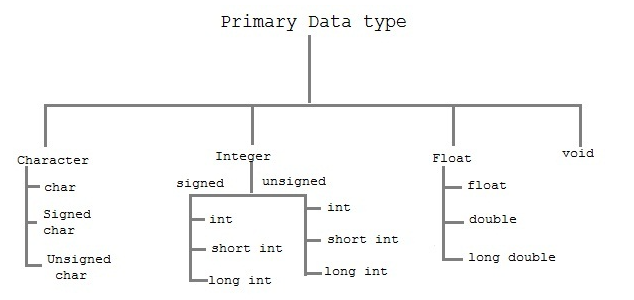 Primary Data type
Character
char
Signed
char
Unsigned
char
Integer
signed
int
short int
long int
unsigned
int
short int
long int
Float
float
double
long double
void